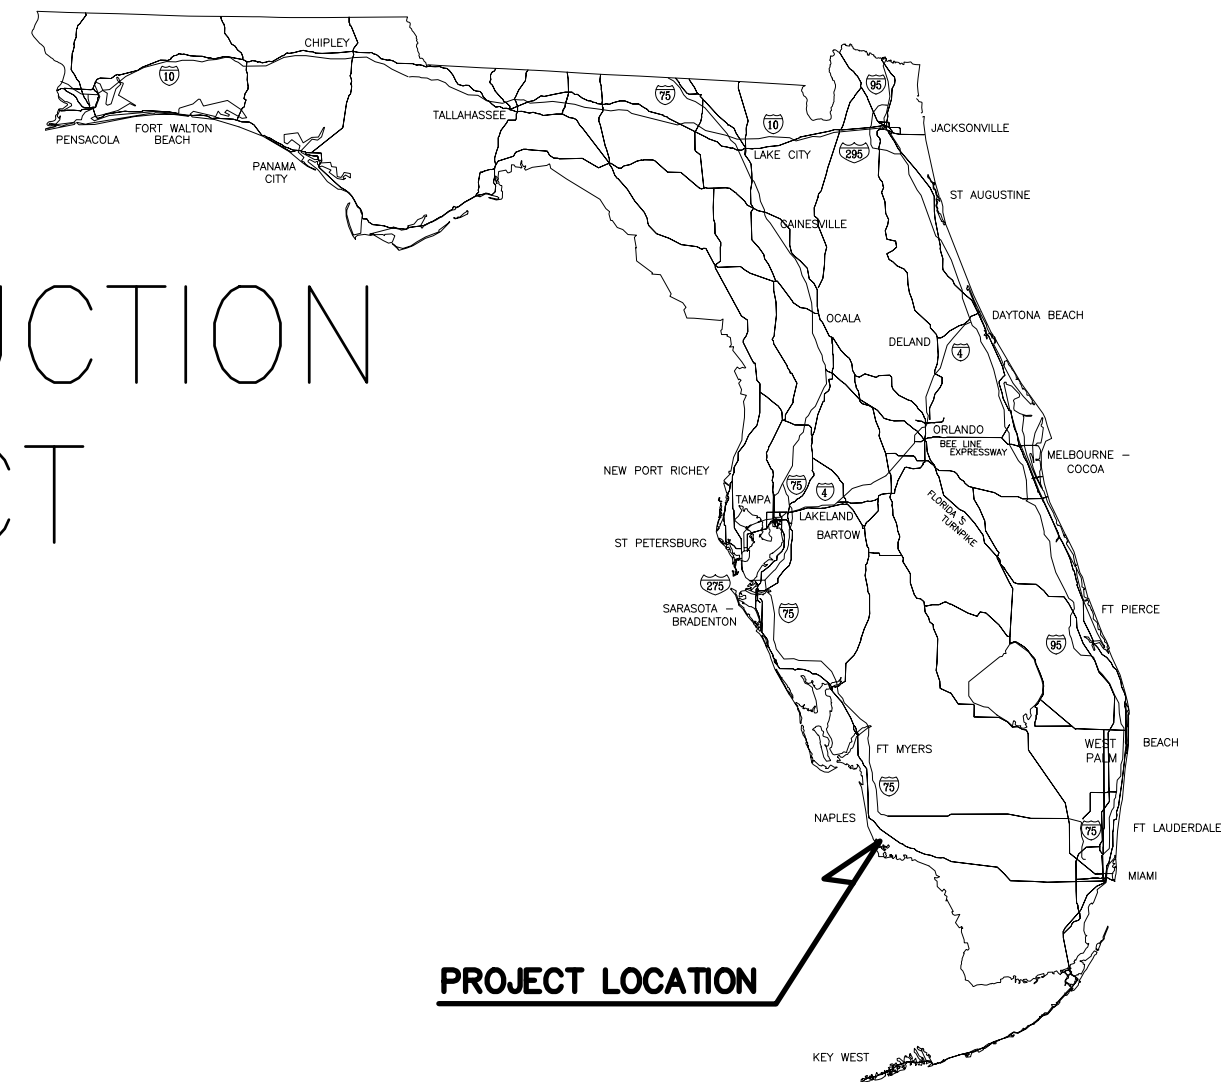 CHIPLEY
10
95
75
TALLAHASSEE
10
PENSACOLA
FORT WALTON
BEACH
JACKSONVILLE
LAKE CITY
295
PANAMA
CITY
ST AUGUSTINE
GAINESVILLE
UCTION
OCALA
DAYTONA BEACH
DELAND
4
CT
ORLANDO
BEE LINE
EXPRESSWAY
MELBOURNE –
COCOA
NEW PORT RICHEY
75
4
TAMPA
LAKELAND
BARTOW
FLORIDA'S
TURNPIKE
ST PETERSBURG
275
SARASOTA –
BRADENTON
75
FT PIERCE
95
WEST
PALM
BEACH
FT MYERS
75
NAPLES
75
FT LAUDERDALE
MIAMI
PROJECT LOCATION
KEY WEST